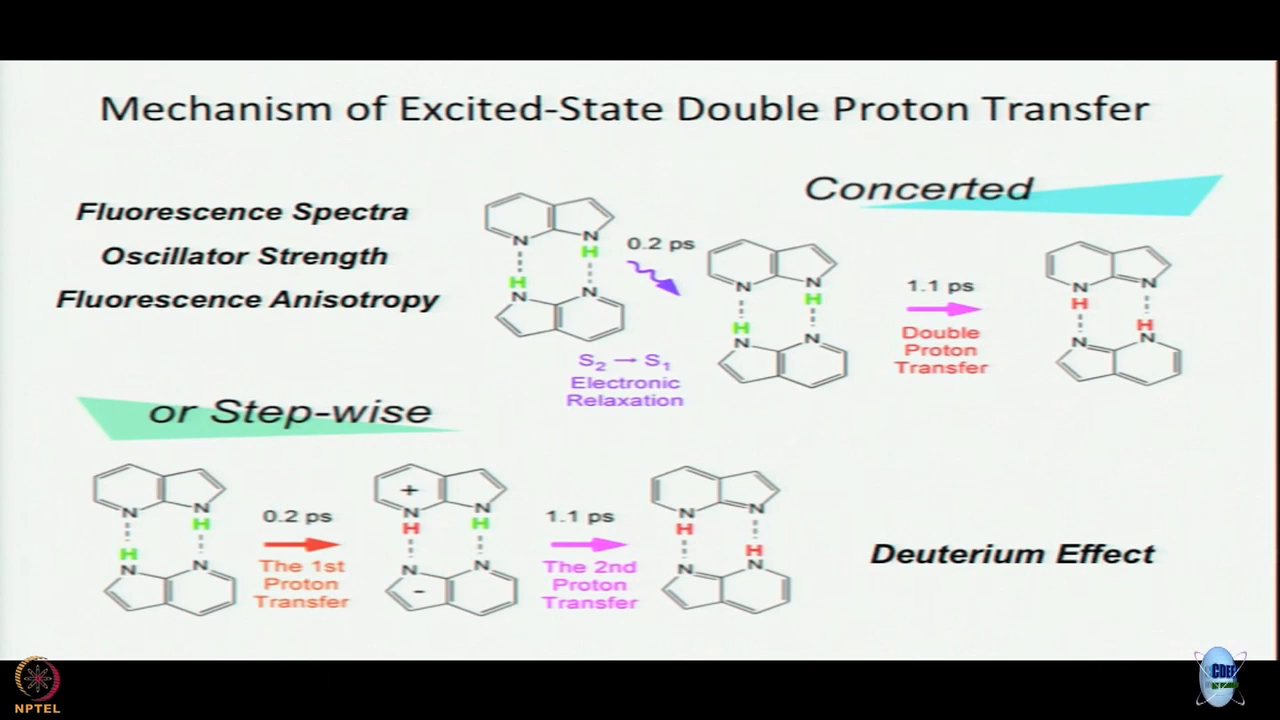 Mechanism of Excited-State Double Proton Transfer
Fluorescence Spectra
Oscillator Strength
Fluorescence Anisotropy
Concerted
N
N
H
H
N
N
0.2 ps
S₂ → S₁
Electronic
Relaxation
N
N
H
H
N
N
1.1 ps
Double
Proton
Transfer
N
N
H
H
N
N
or Step-wise
N
N
H
H
N
N
0.2 ps
The 1st
Proton
Transfer
+
N
N
H
H
N
N
-
1.1 ps
The 2nd
Proton
Transfer
N
N
H
H
N
N
Deuterium Effect
NPTEL
CDEEP